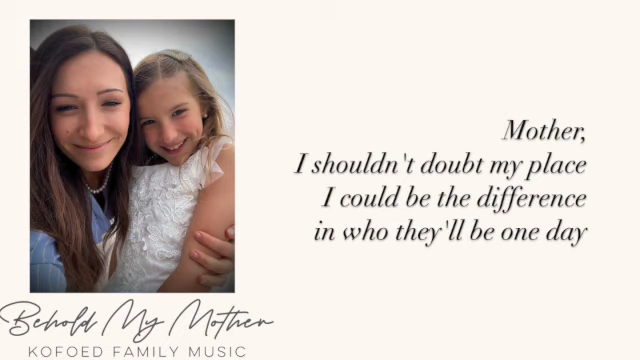 Mother,
I shouldn't doubt my place
I could be the difference
in who they'll be one day
Behold My Mother
KOFOED FAMILY MUSIC